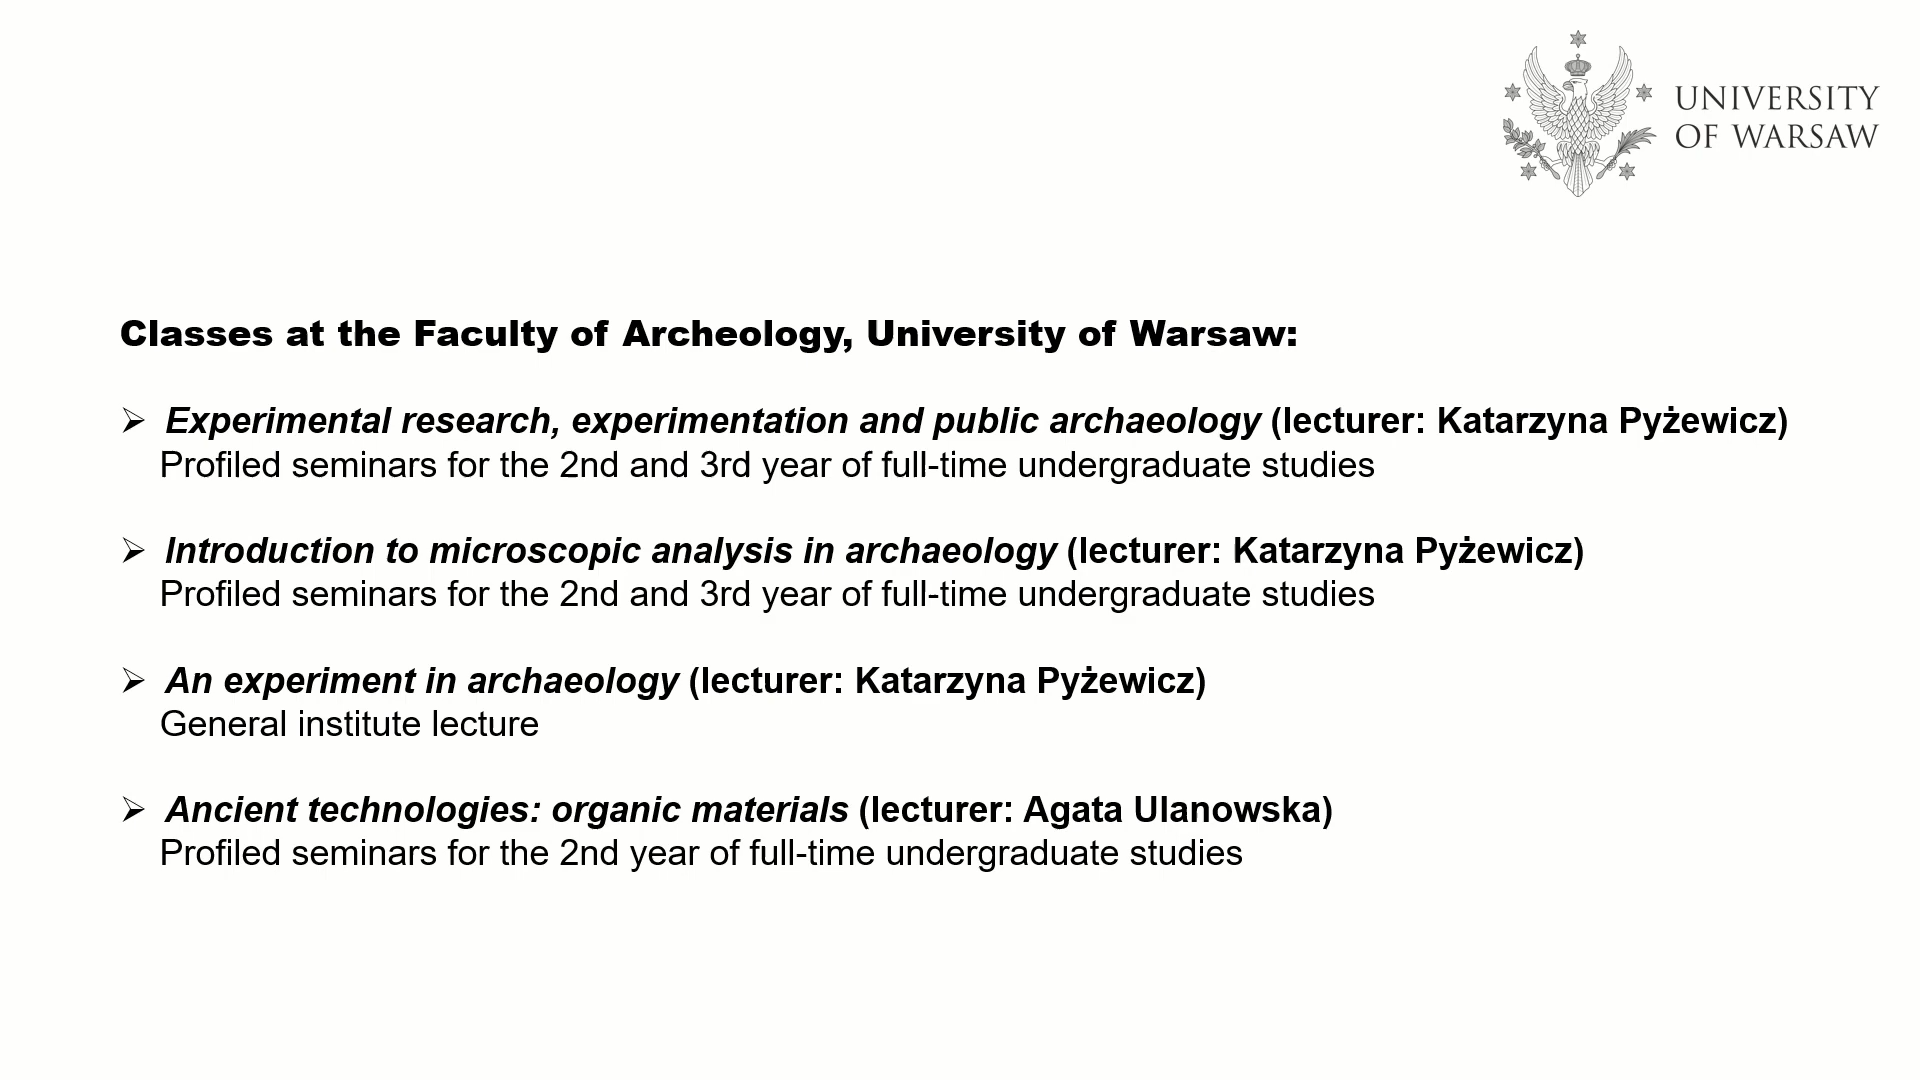 UNIVERSITY
OF WARSAW
Classes at the Faculty of Archeology, University of Warsaw:
➢ Experimental research, experimentation and public archaeology (lecturer: Katarzyna Pyżewicz)
Profiled seminars for the 2nd and 3rd year of full-time undergraduate studies
➢ Introduction to microscopic analysis in archaeology (lecturer: Katarzyna Pyżewicz)
Profiled seminars for the 2nd and 3rd year of full-time undergraduate studies
➢ An experiment in archaeology (lecturer: Katarzyna Pyżewicz)
General institute lecture
➢ Ancient technologies: organic materials (lecturer: Agata Ulanowska)
Profiled seminars for the 2nd year of full-time undergraduate studies